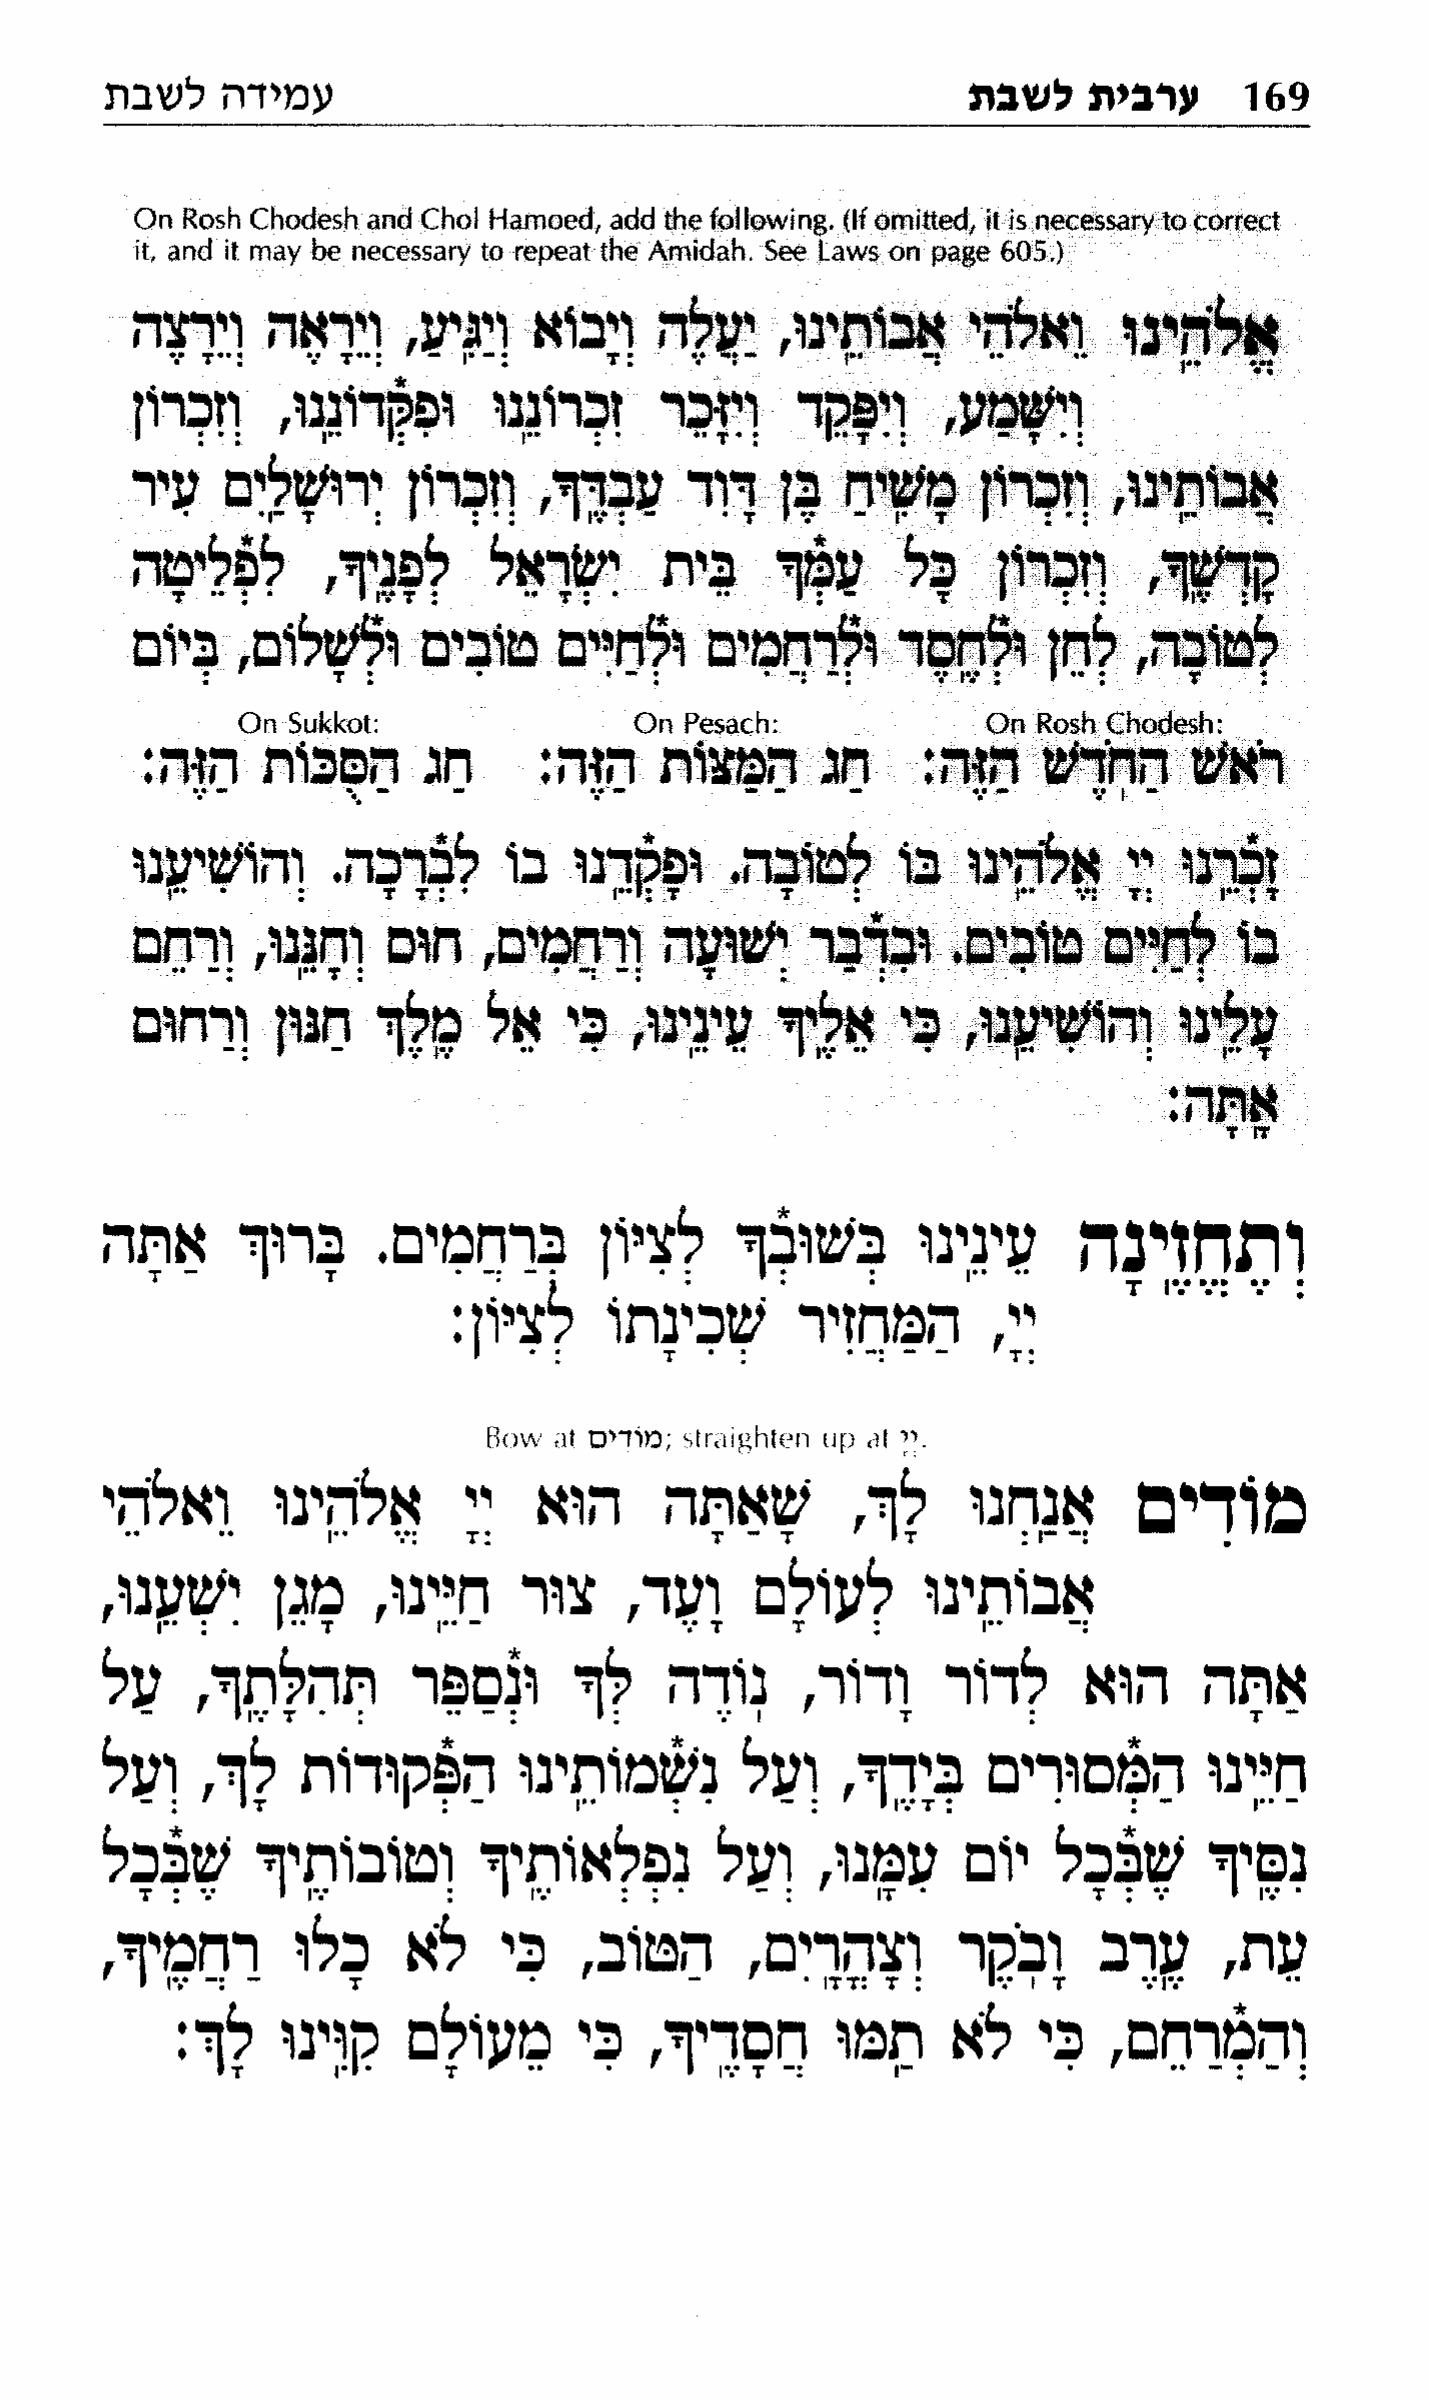 169 ערבית לשבת עמידה לשבת
On Rosh Chodesh and Chol Hamoed, add the following. (If omitted, it is necessary to correct
it, and it may be necessary to repeat the Amidah. See Laws on page 605.)
אֱלֹהֵֽינוּ וֵאלֹהֵי אֲבוֹתֵֽינוּ, יַעֲלֶה וְיָבוֹא וְיַגִּֽיעַ, וְיֵרָאֶה וְיֵרָצֶה
וְיִשָּׁמַע, וְיִפָּקֵד וְיִזָּכֵר זִכְרוֹנֵֽנוּ וּפִקְּ֯דוֹנֵֽנוּ, וְזִכְרוֹן
אֲבוֹתֵֽינוּ, וְזִכְרוֹן מָשִֽׁיחַ בֶּן דָּוִד עַבְדֶּֽךָ, וְזִכְרוֹן יְרוּשָׁלַֽיִם עִיר
קָדְשֶֽׁךָ, וְזִכְרוֹן כָּל עַמְּ֯ךָ בֵּית יִשְׂרָאֵל לְפָנֶֽיךָ, לִפְ֯לֵיטָה
לְטוֹבָה, לְחֵן וּלְ֯חֶֽסֶד וּלְ֯רַחֲמִים וּלְ֯חַיִּים טוֹבִים וּלְ֯שָׁלוֹם, בְּיוֹם
On Rosh Chodesh: On Pesach: On Sukkot:
רֹאשׁ הַחֹֽדֶשׁ הַזֶּה: חַג הַמַּצּוֹת הַזֶּה: חַג הַסֻּכּוֹת הַזֶּה:
זָכְ֯רֵֽנוּ יְיָ אֱלֹהֵֽינוּ בּוֹ לְטוֹבָה. וּפָקְ֯דֵֽנוּ בוֹ לִבְ֯רָכָה. וְהוֹשִׁיעֵֽנוּ
בוֹ לְחַיִּים טוֹבִים. וּבִדְ֯בַר יְשׁוּעָה וְרַחֲמִים, חוּס וְחָנֵּֽנוּ, וְרַחֵם
עָלֵֽינוּ וְהוֹשִׁיעֵֽנוּ, כִּי אֵלֶֽיךָ עֵינֵֽינוּ, כִּי אֵל מֶֽלֶךְ חַנּוּן וְרַחוּם
אָֽתָּה:
וְתֶחֱזֶֽינָה עֵינֵֽינוּ בְּשׁוּבְ֯ךָ לְצִיּוֹן בְּרַחֲמִים. בָּרוּךְ אַתָּה
יְיָ, הַמַּחֲזִיר שְׁכִינָתוֹ לְצִיּוֹן:
Bow at מוֹדִים; straighten up at יְיָ.
מוֹדִים אֲנַֽחְנוּ לָךְ, שָׁאַתָּה הוּא יְיָ אֱלֹהֵֽינוּ וֵאלֹהֵי
אֲבוֹתֵֽינוּ לְעוֹלָם וָעֶד, צוּר חַיֵּֽינוּ, מָגֵן יִשְׁעֵֽנוּ,
אַתָּה הוּא לְדוֹר וָדוֹר, נֽוֹדֶה לְּךָ וּנְ֯סַפֵּר תְּהִלָּתֶֽךָ, עַל
חַיֵּֽינוּ הַמְּ֯סוּרִים בְּיָדֶֽךָ, וְעַל נִשְׁ֯מוֹתֵֽינוּ הַפְּ֯קוּדוֹת לָךְ, וְעַל
נִסֶּֽיךָ שֶׁבְּ֯כָל יוֹם עִמָּֽנוּ, וְעַל נִפְלְאוֹתֶֽיךָ וְטוֹבוֹתֶֽיךָ שֶׁבְּ֯כָל
עֵת, עֶֽרֶב וָבֹֽקֶר וְצָהֳרָֽיִם, הַטּוֹב, כִּי לֹא כָלוּ רַחֲמֶֽיךָ,
וְהַמְ֯רַחֵם, כִּי לֹא תַֽמּוּ חֲסָדֶֽיךָ, כִּי מֵעוֹלָם קִוִּֽינוּ לָךְ: